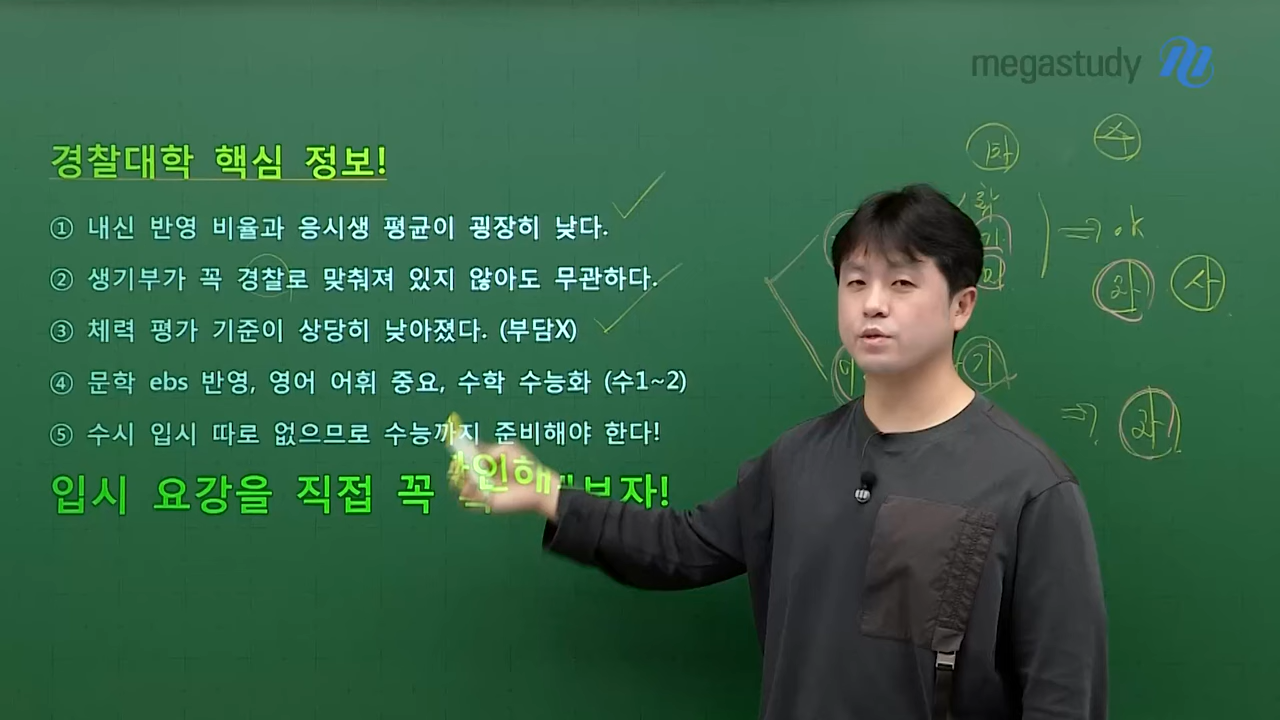 megastudy
경찰대학 핵심 정보!
① 내신 반영 비율과 응시생 평균이 굉장히 낮다.
② 생기부가 꼭 경찰로 맞춰져 있지 않아도 무관하다.
③ 체력 평가 기준이 상당히 낮아졌다. (부담X)
④ 문학 ebs 반영, 영어 어휘 중요, 수학 수능화 (수1~2)
⑤ 수시 입시 따로 없으므로 수능까지 준비해야 한다!
입시 요강을 직접 꼭 보자!
⇒ ok
사
기
⇒